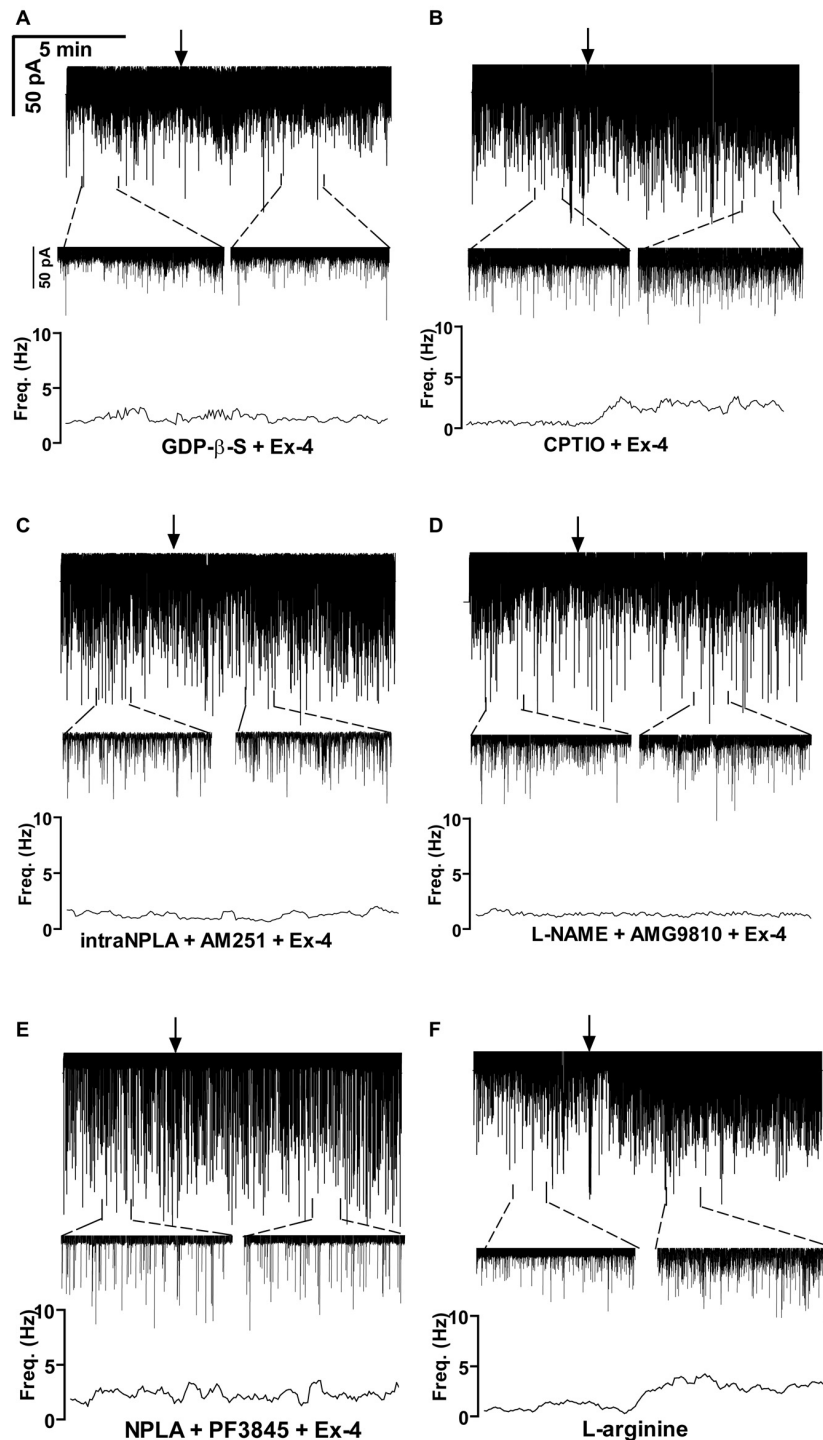 A
5 min
50 pA
50 pA
10
5
0
Freq. (Hz)
GDP-β-S + Ex-4
B
10
5
0
Freq. (Hz)
CPTIO + Ex-4
C
10
5
0
Freq. (Hz)
intraNPLA + AM251 + Ex-4
D
10
5
0
Freq. (Hz)
L-NAME + AMG9810 + Ex-4
E
10
5
0
Freq. (Hz)
NPLA + PF3845 + Ex-4
F
10
5
0
Freq. (Hz)
L-arginine